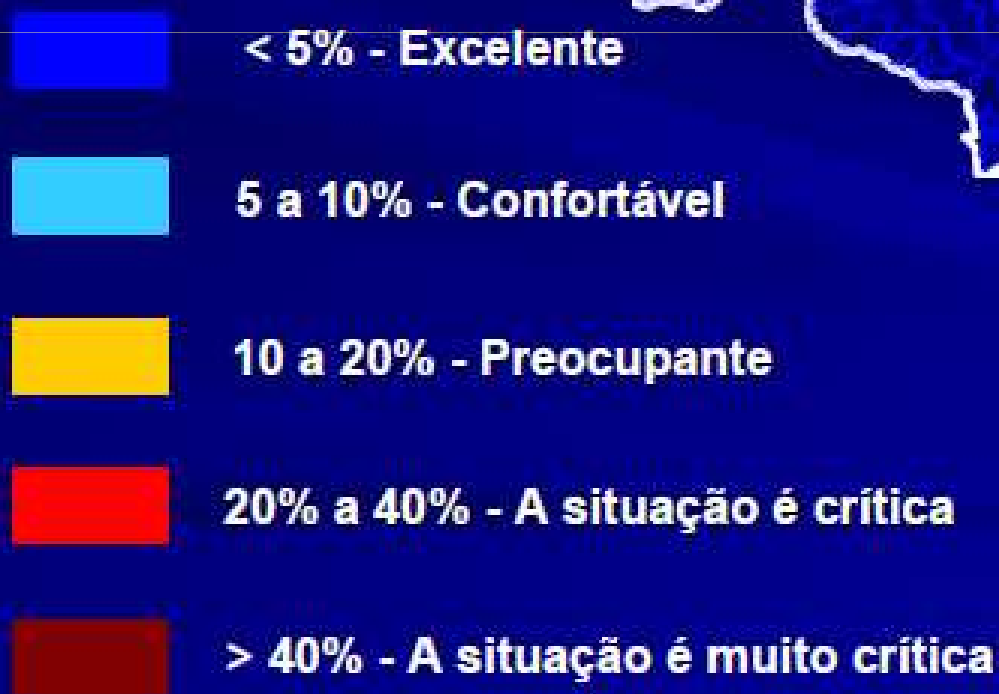 < 5% - Excelente
5 a 10% - Confortável
10 a 20% - Preocupante
20% a 40% - A situação é crítica
> 40% - A situação é muito crítica